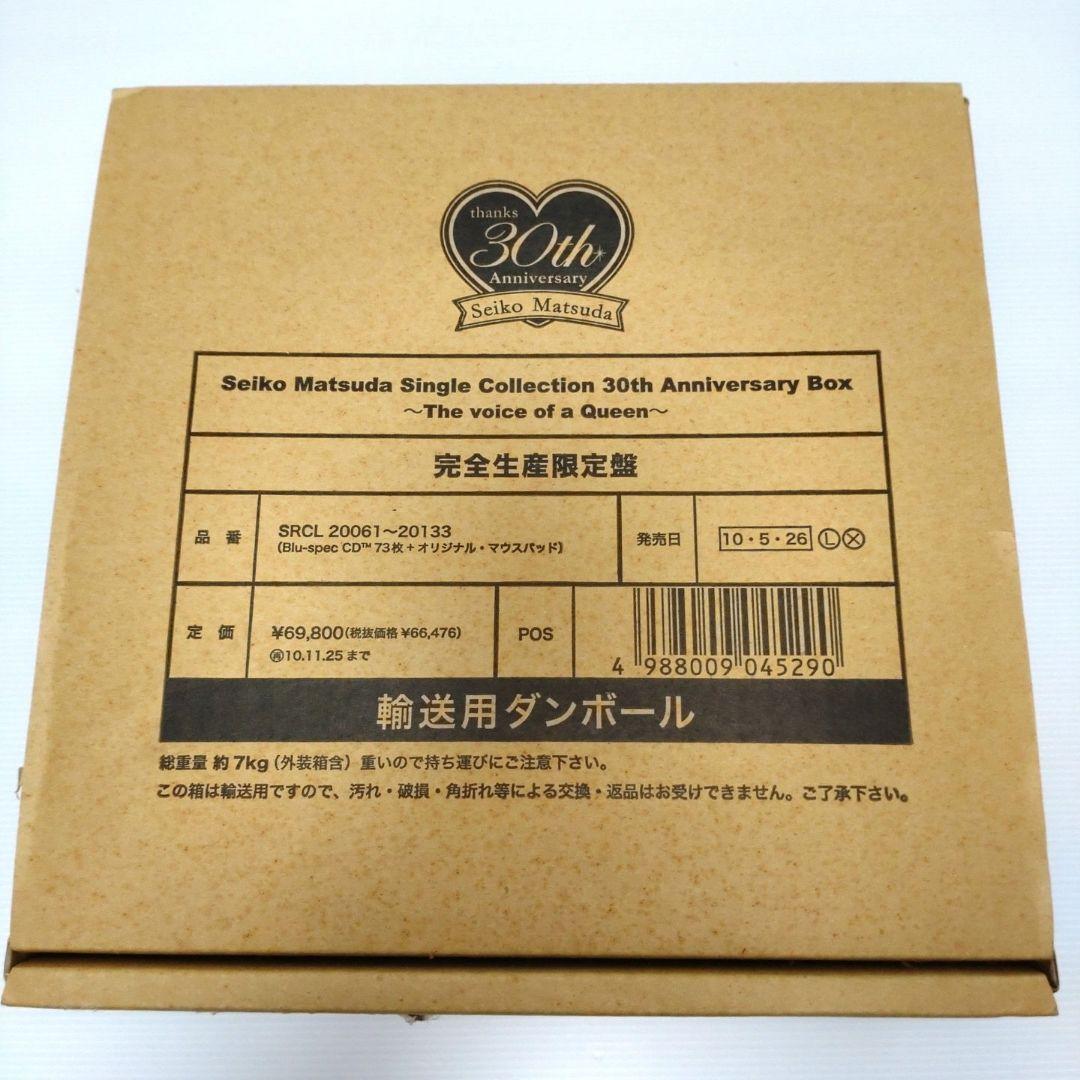 thanks
30th
Anniversary
Seiko Matsuda
Seiko Matsuda Single Collection 30th Anniversary Box
〜The voice of a Queen〜
完全生産限定盤
品番 SRCL 20061〜20133 発売日 10・5・26 Ⓛ Ⓧ
(Blu-spec CD™ 73枚+オリジナル・マウスパッド)
定価 ¥69,800(税抜価格 ¥66,476) POS
㊢10.11.25 まで
4 988009 045290
輸送用ダンボール
総重量 約7kg(外装箱含)重いので持ち運びにご注意下さい。
この箱は輸送用ですので、汚れ・破損・角折れ等による交換・返品はお受けできません。ご了承下さい。